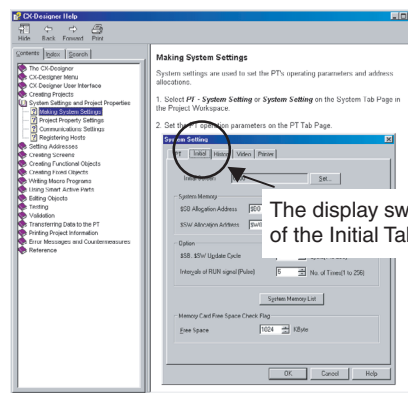 CX-Designer Help
Hide Back Forward Print
Contents Index Search
The CX-Designer
CX-Designer Menu
CX-Designer User Interface
Creating Projects
System Settings and Project Properties
Making System Settings
Project Property Settings
Communications Settings
Registering Hosts
Setting Addresses
Creating Screens
Creating Functional Objects
Creating Fixed Objects
Writing Macro Programs
Using Smart Active Parts
Editing Objects
Testing
Validation
Transferring Data to the PT
Printing Project Information
Error Messages and Countermeasures
Reference
Making System Settings
System settings are used to set the PT's operating parameters and address
allocations.
1. Select PT - System Setting or System Setting on the System Tab Page in
the Project Workspace.
2. Set the PT operation parameters on the PT Tab Page.
System Setting
PT Initial History Video Printer
Initial Screen
Set...
System Memory
$SB Allocation Address
$SW Allocation Address
The display sw
of the Initial Tal
Option
$SB, $SW Update Cycle
Intervals of RUN signal (Pulse) 6 No. of Times(1 to 256)
System Memory List
Memory Card Free Space Check Flag
Free Space 1024 KByte
OK Cancel Help